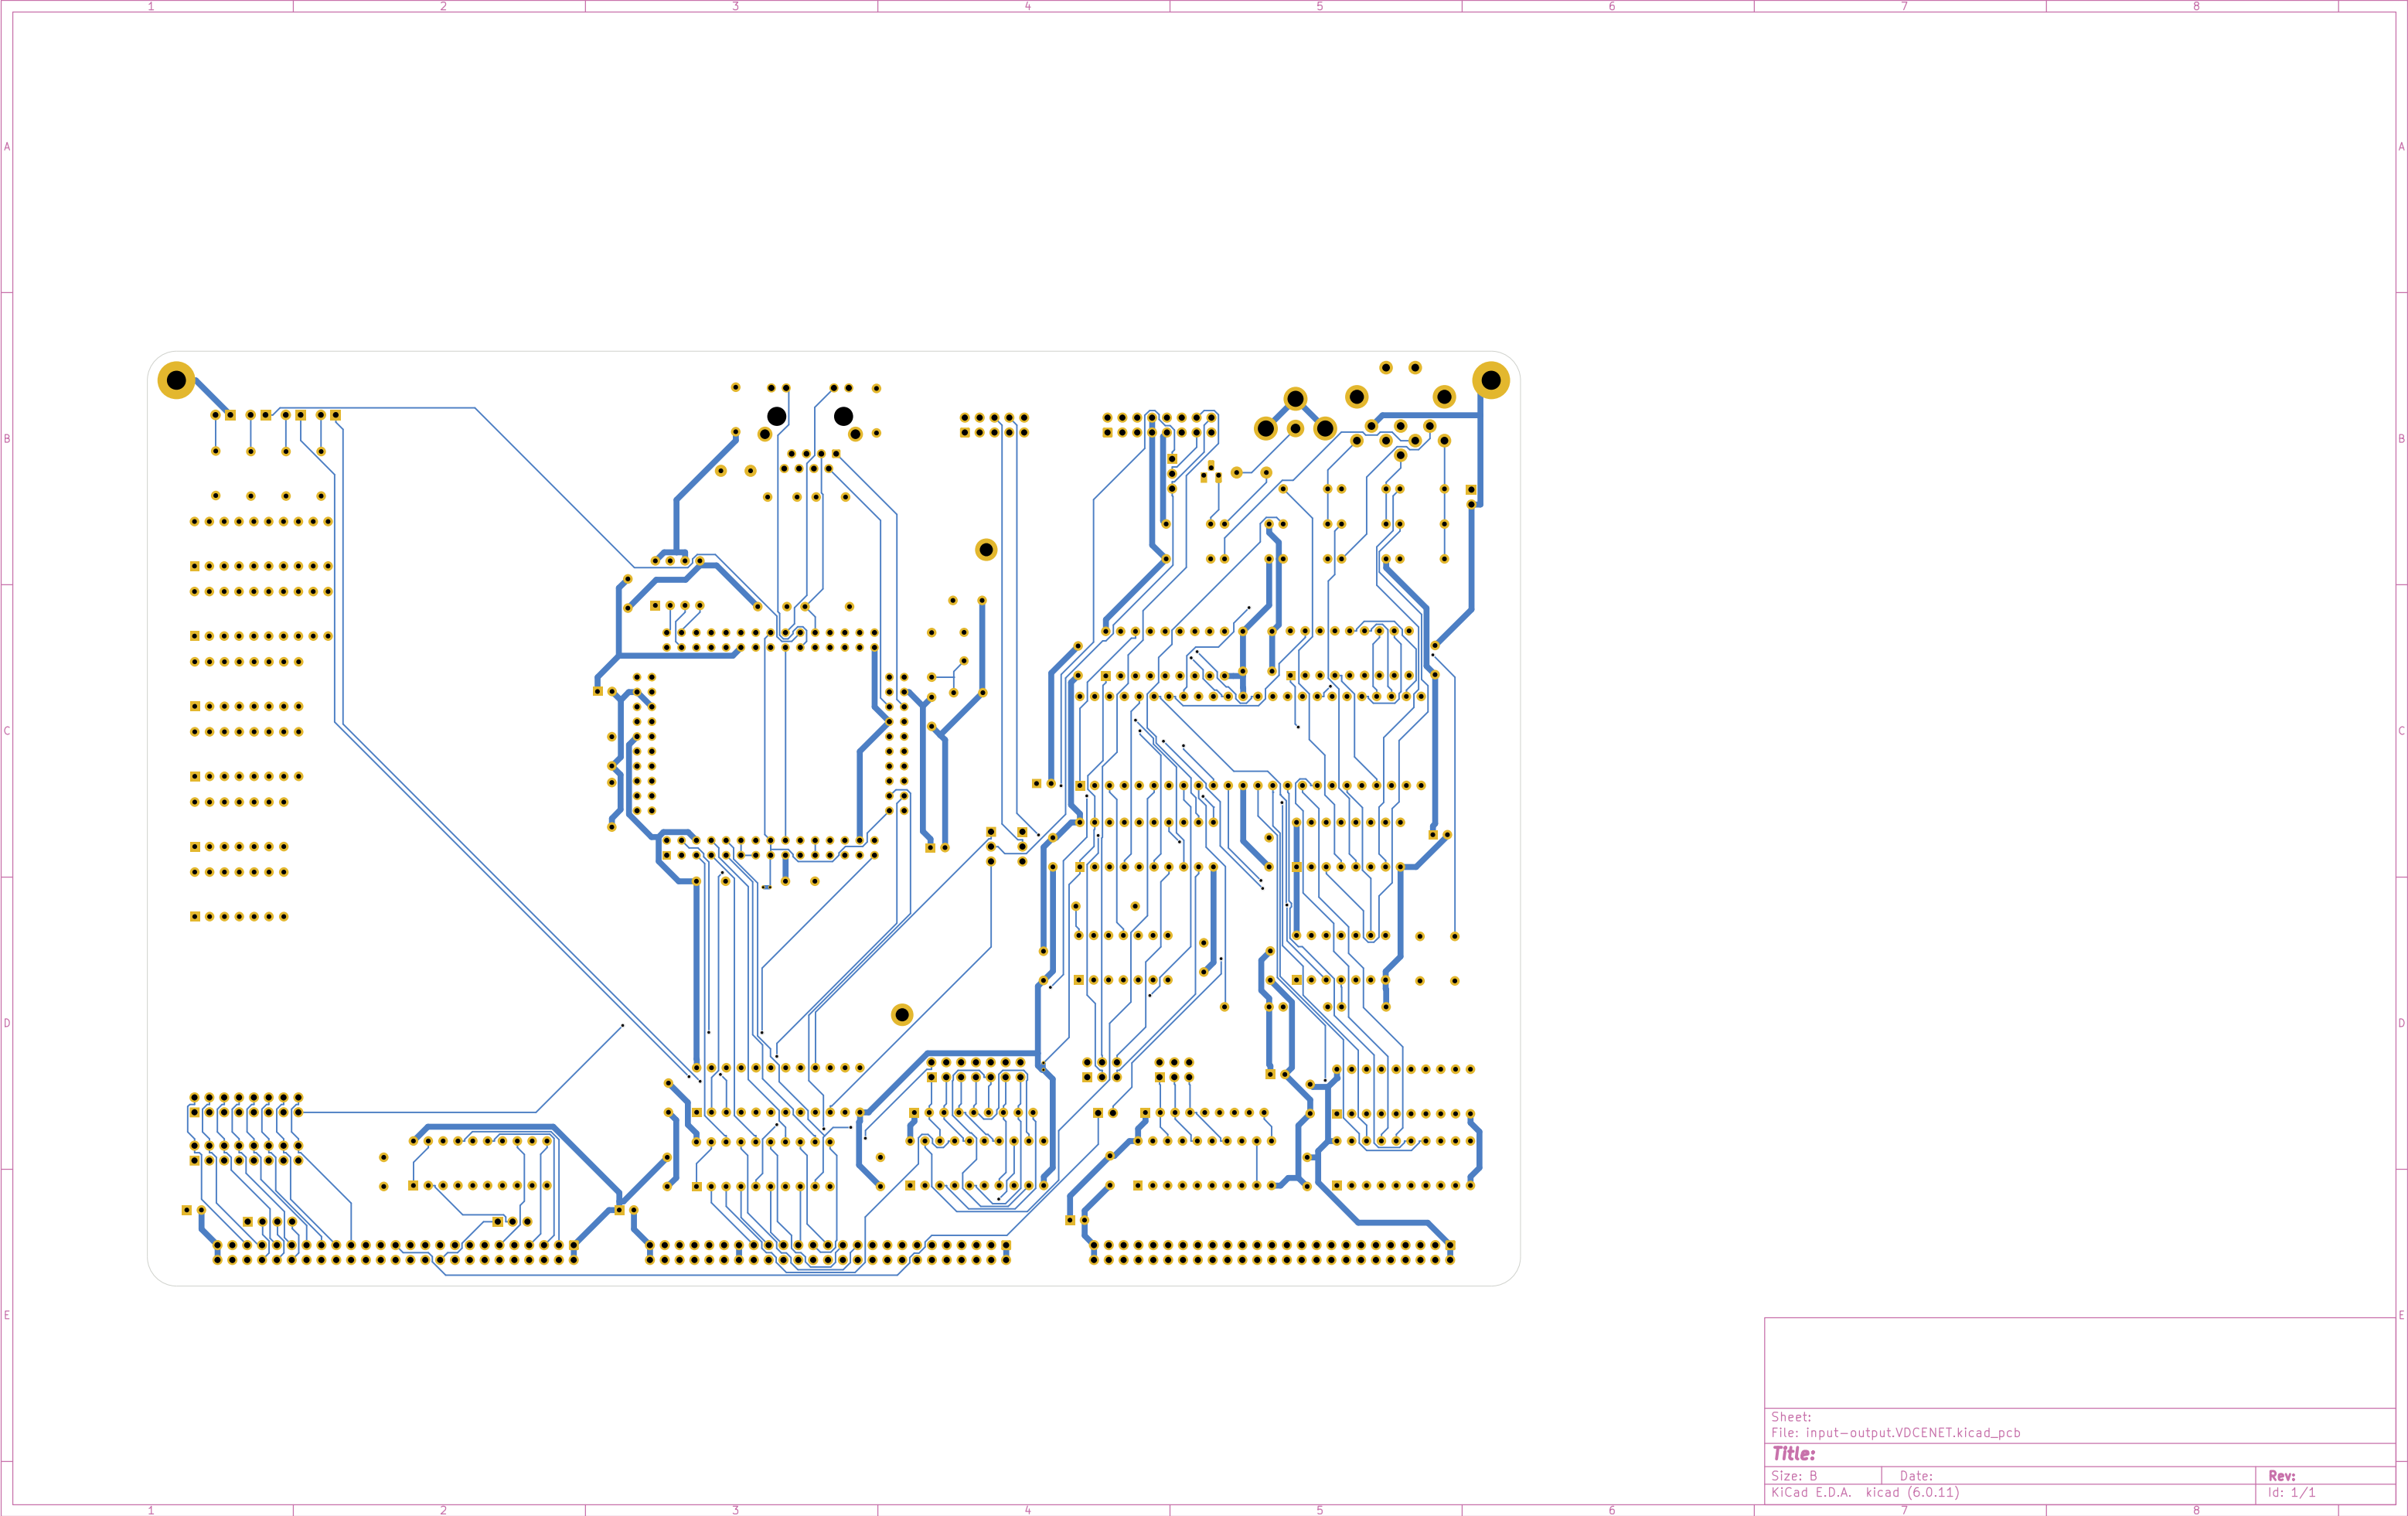 1 2 3 4 5 6 7 8
A A
B B
C C
D D
E E
Sheet:
File: input-output.VDCENET.kicad_pcb
Title:
Size: B Date: Rev:
KiCad E.D.A. kicad (6.0.11) Id: 1/1
1 2 3 4 5 6 7 8